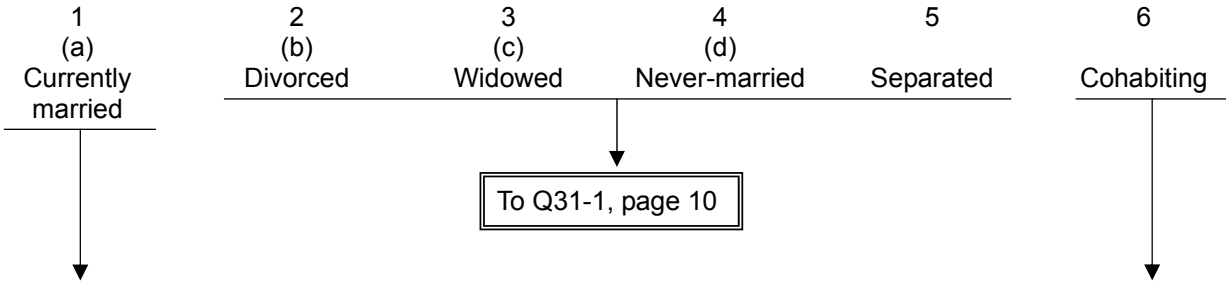 1 2 3 4 5 6
(a) (b) (c) (d)
Currently Divorced Widowed Never-married Separated Cohabiting
married
To Q31-1, page 10